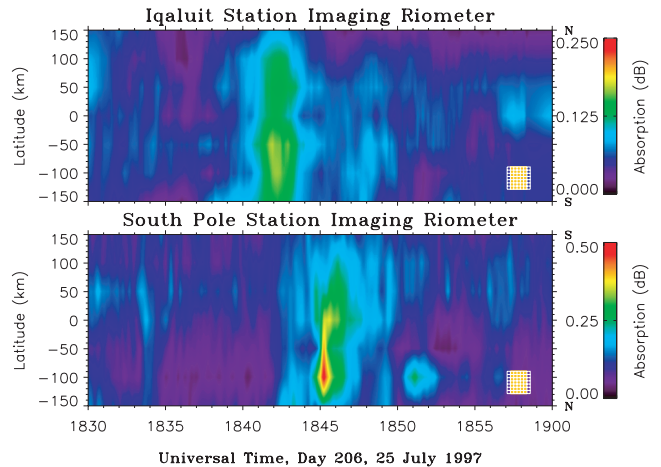 Iqaluit Station Imaging Riometer
N
150
100
50
0
−50
−100
−150
Latitude (km)
S
0.250
0.125
0.000
Absorption (dB)
South Pole Station Imaging Riometer
S
150
100
50
0
−50
−100
−150
Latitude (km)
N
0.50
0.25
0.00
Absorption (dB)
1830 1835 1840 1845 1850 1855 1900
Universal Time, Day 206, 25 July 1997